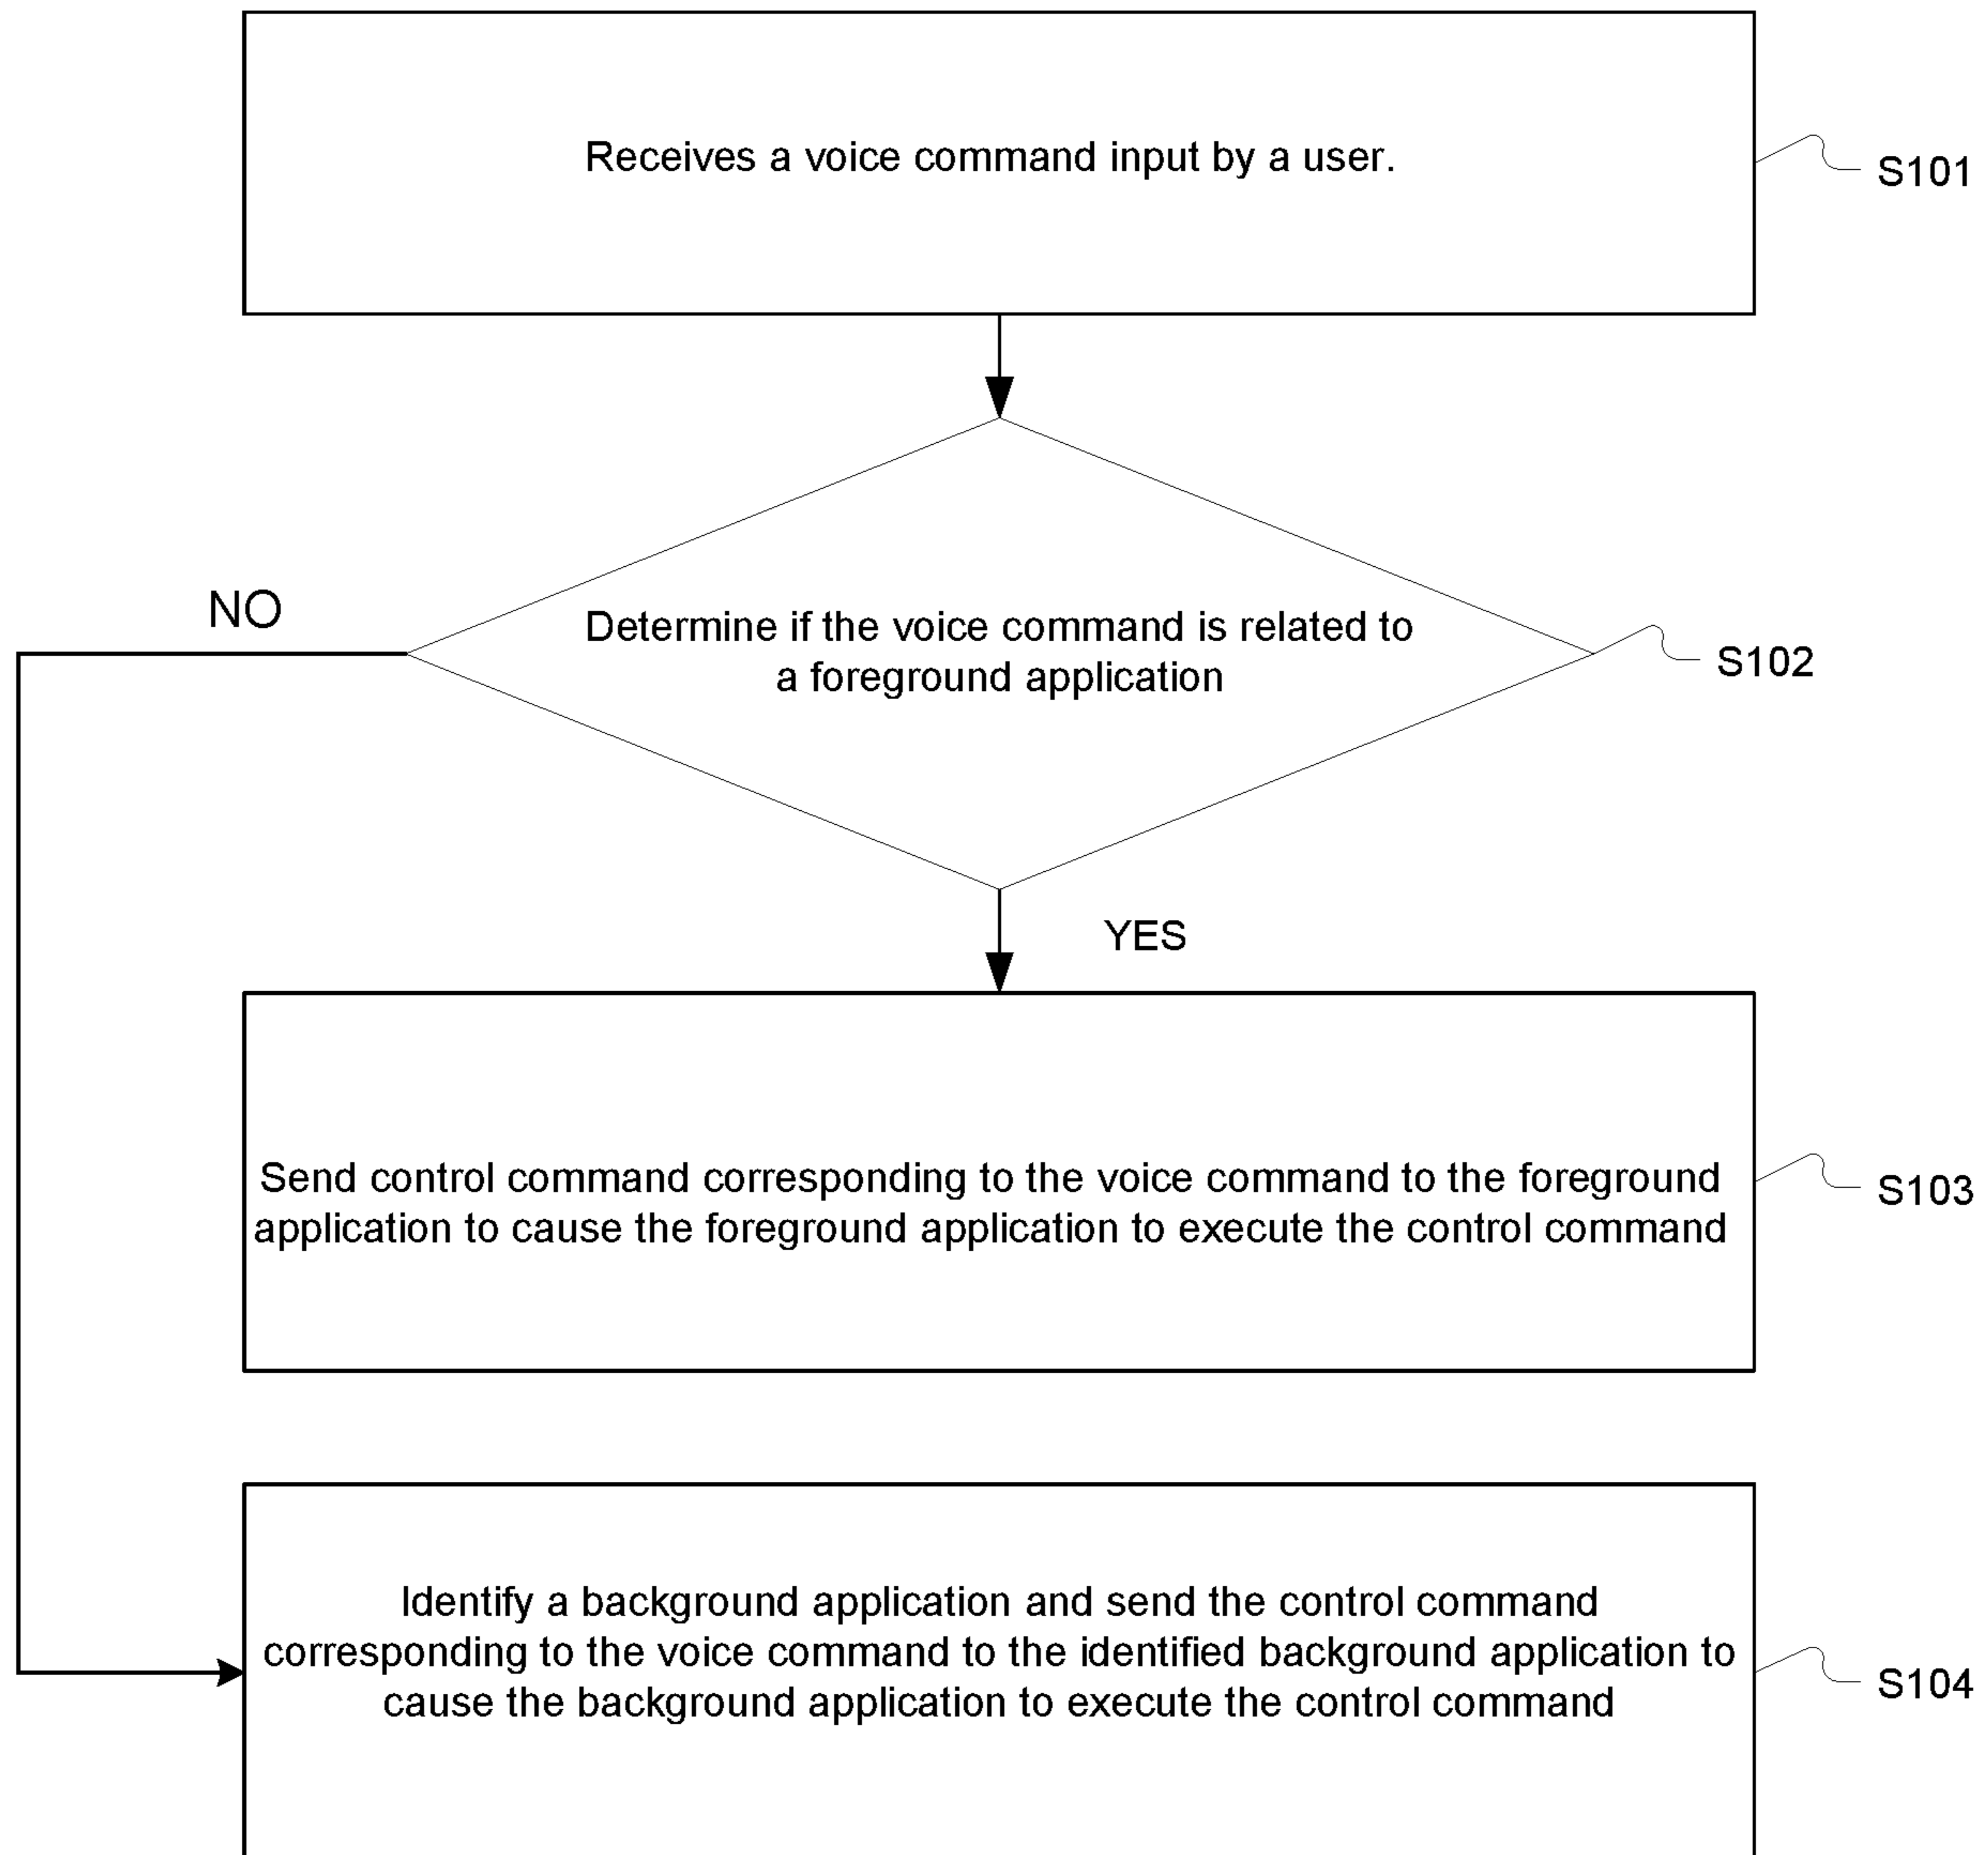 Receives a voice command input by a user.
S101
NO
Determine if the voice command is related to
a foreground application
S102
YES
Send control command corresponding to the voice command to the foreground
application to cause the foreground application to execute the control command
S103
Identify a background application and send the control command
corresponding to the voice command to the identified background application to
cause the background application to execute the control command
S104